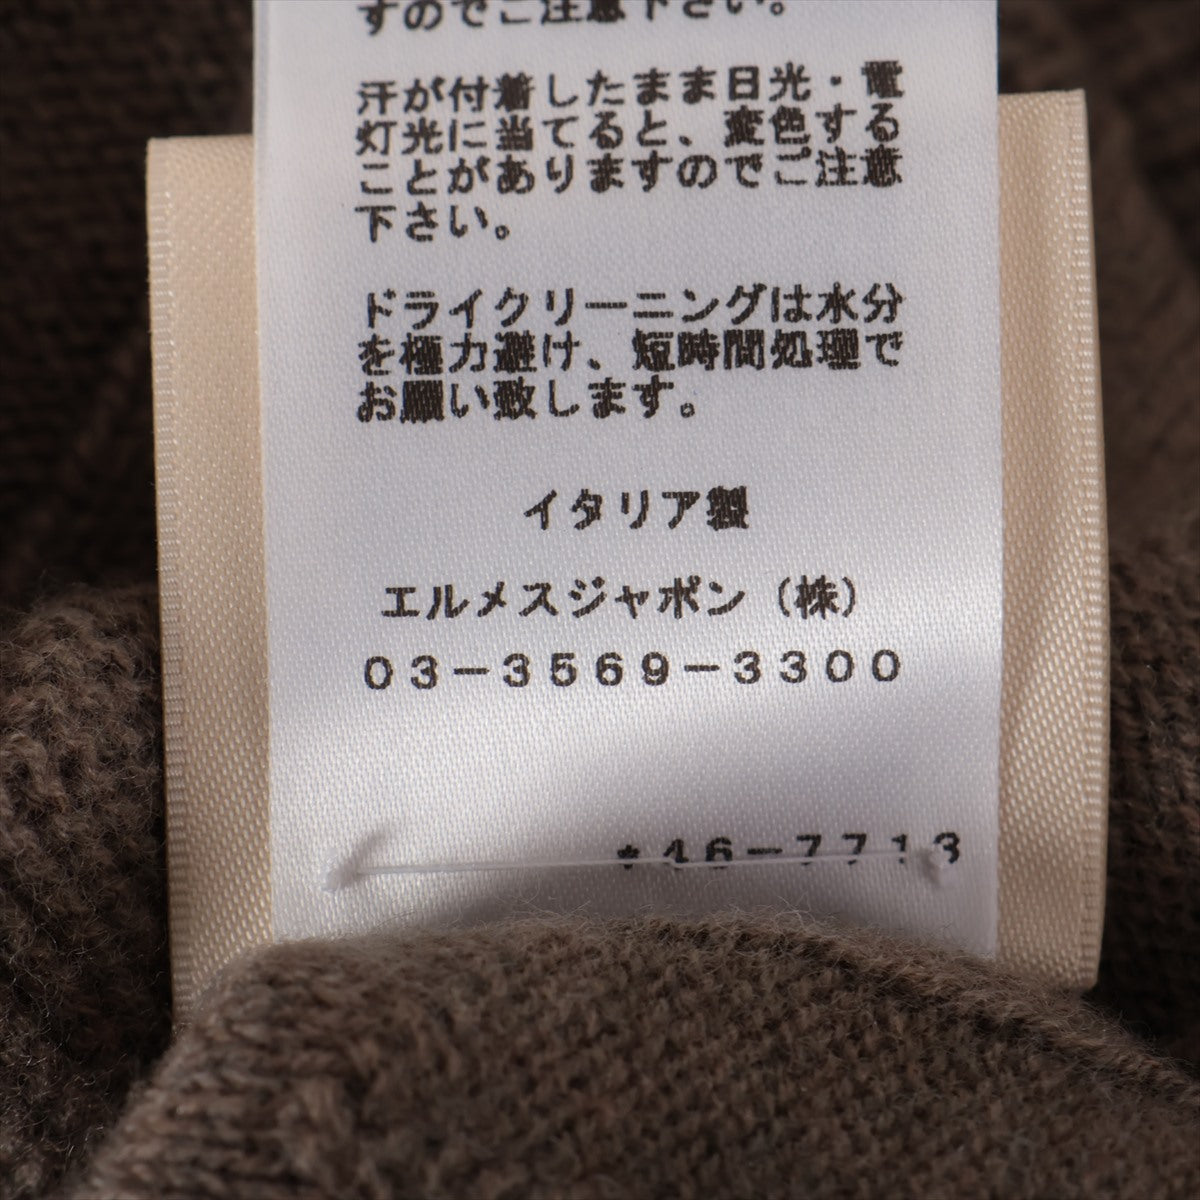 すのでご注意下さい。
汗が付着したまま日光・電
灯光に当てると、変色する
ことがありますのでご注意
下さい。
ドライクリーニングは水分
を極力避け、短時間処理で
お願い致します。
イタリア製
エルメスジャポン（株）
03-3569-3300
*46-7713